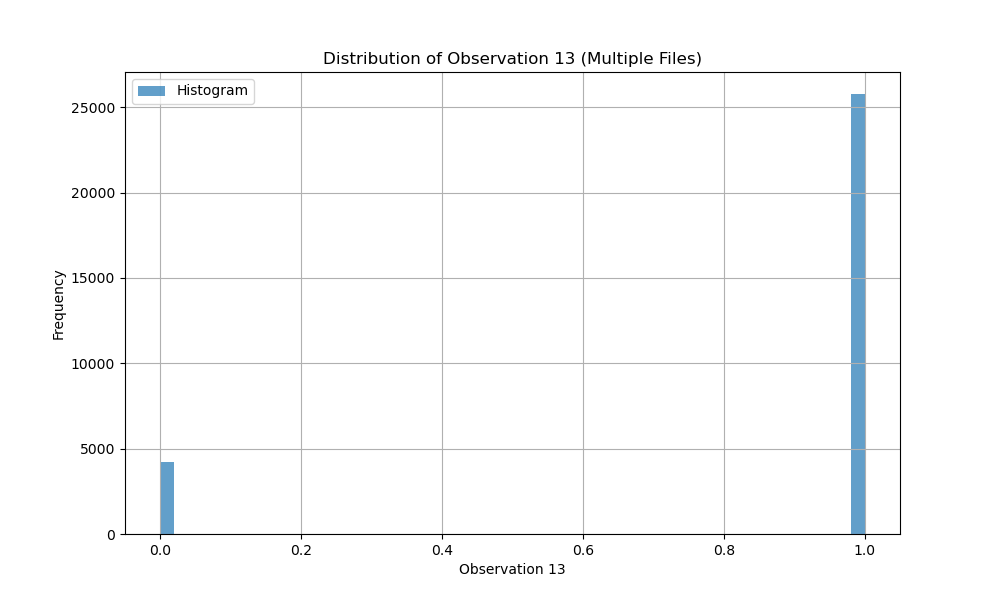 Distribution of Observation 13 (Multiple Files)
Histogram
25000
20000
15000
10000
5000
0
Frequency
0.0 0.2 0.4 0.6 0.8 1.0
Observation 13